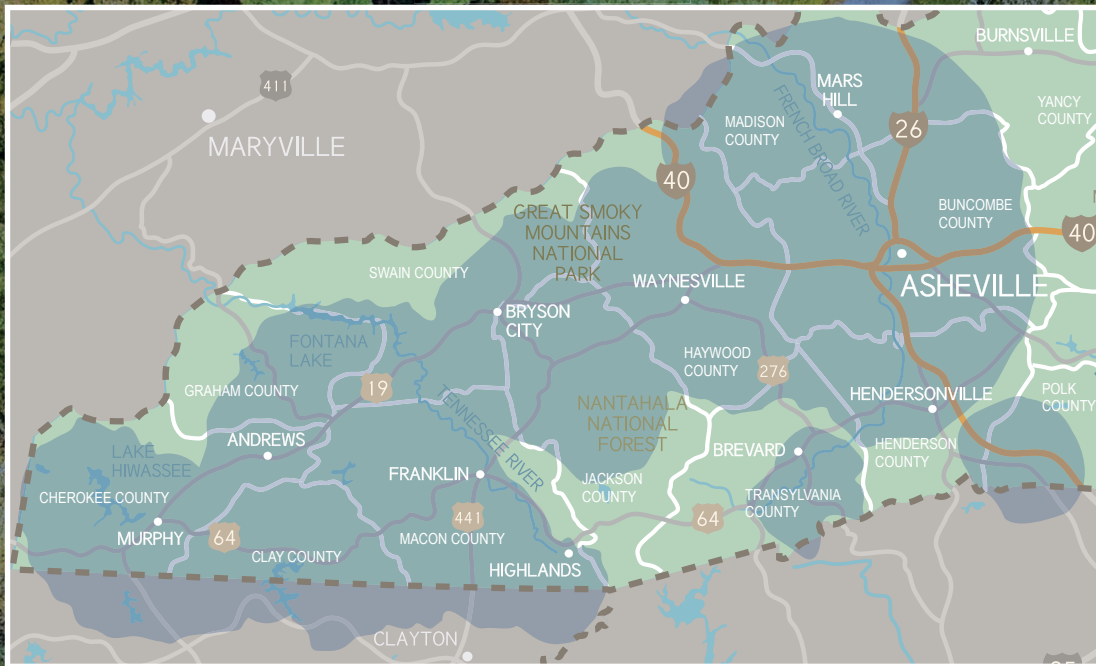 BURNSVILLE
411
MARS
HILL
YANCY
COUNTY
MADISON
COUNTY
FRENCH BROAD RIVER
26
MARYVILLE
40
BUNCOMBE
COUNTY
GREAT SMOKY
MOUNTAINS
NATIONAL
PARK
40
SWAIN COUNTY
WAYNESVILLE
ASHEVILLE
BRYSON
CITY
FONTANA
LAKE
HAYWOOD
COUNTY
276
GRAHAM COUNTY
19
TENNESSEE RIVER
NANTAHALA
NATIONAL
FOREST
HENDERSONVILLE
POLK
COUNTY
ANDREWS
LAKE
HIWASSEE
BREVARD
HENDERSON
COUNTY
FRANKLIN
JACKSON
COUNTY
CHEROKEE COUNTY
TRANSYLVANIA
COUNTY
441
64
MURPHY
64
MACON COUNTY
CLAY COUNTY
HIGHLANDS
CLAYTON